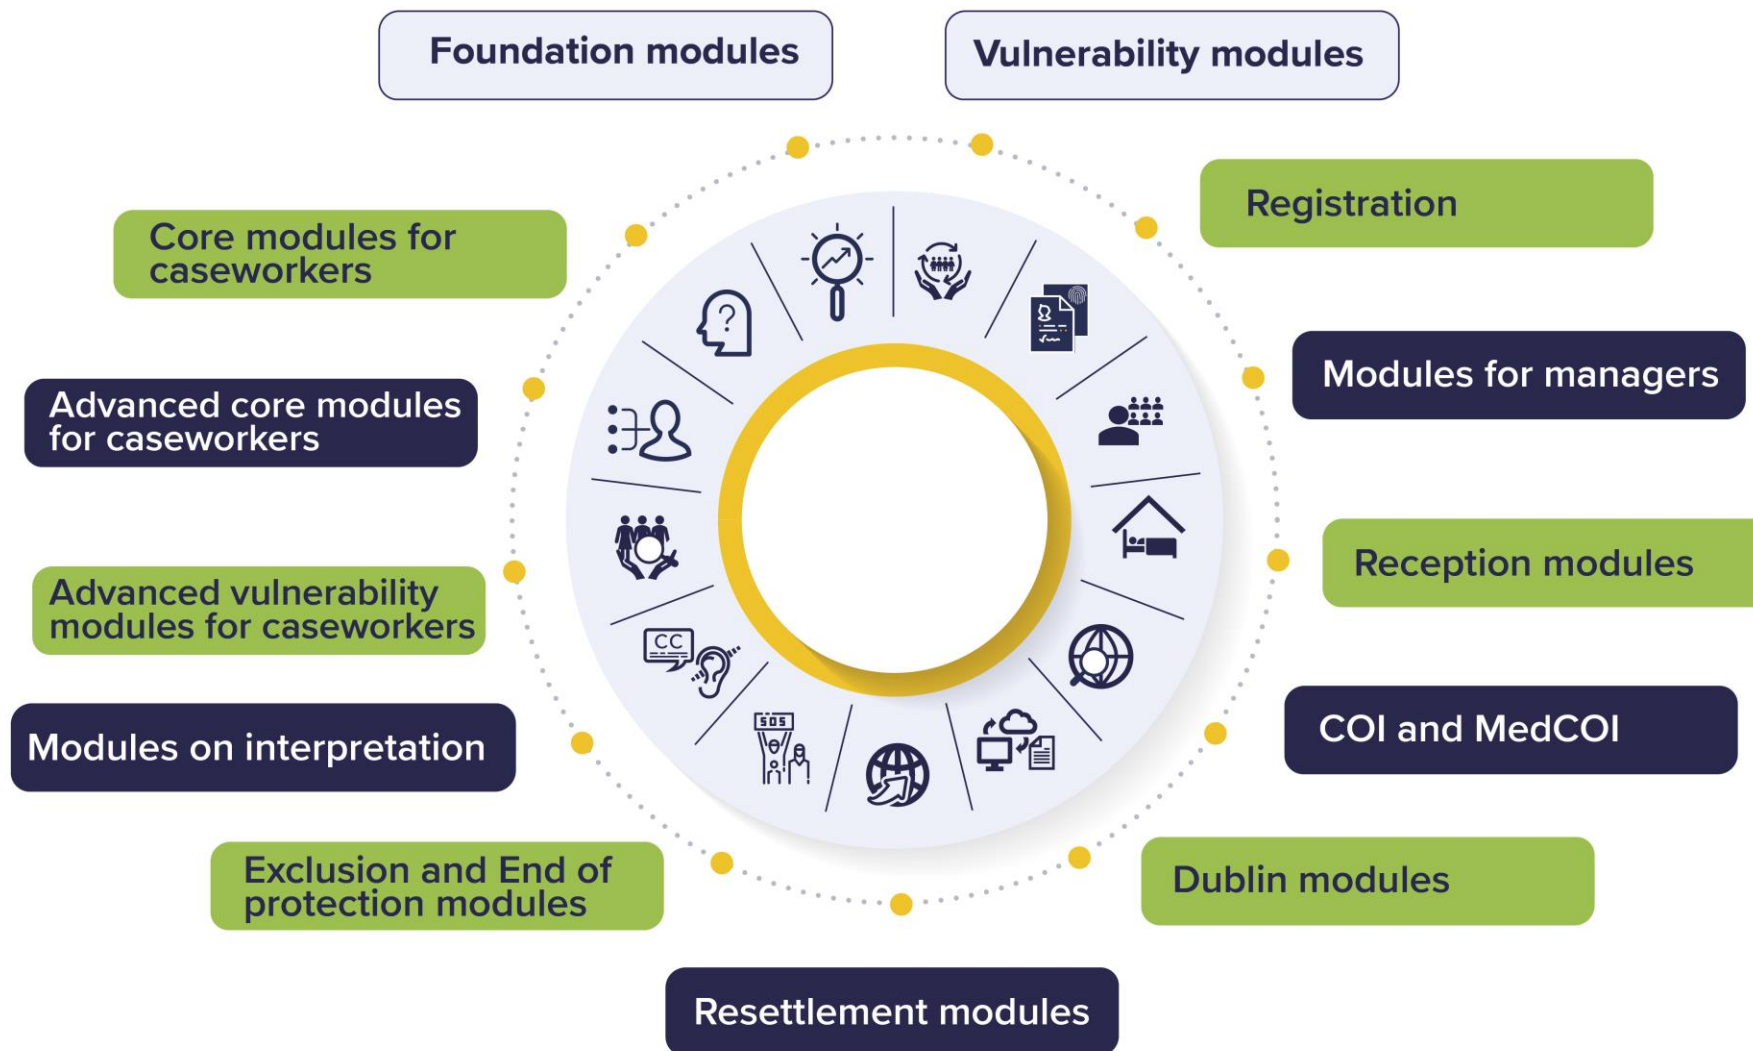 Foundation modules
Vulnerability modules
Registration
Core modules for
caseworkers
Modules for managers
Advanced core modules
for caseworkers
Reception modules
Advanced vulnerability
modules for caseworkers
CC
SOS
COI and MedCOI
Modules on interpretation
Exclusion and End of
protection modules
Dublin modules
Resettlement modules